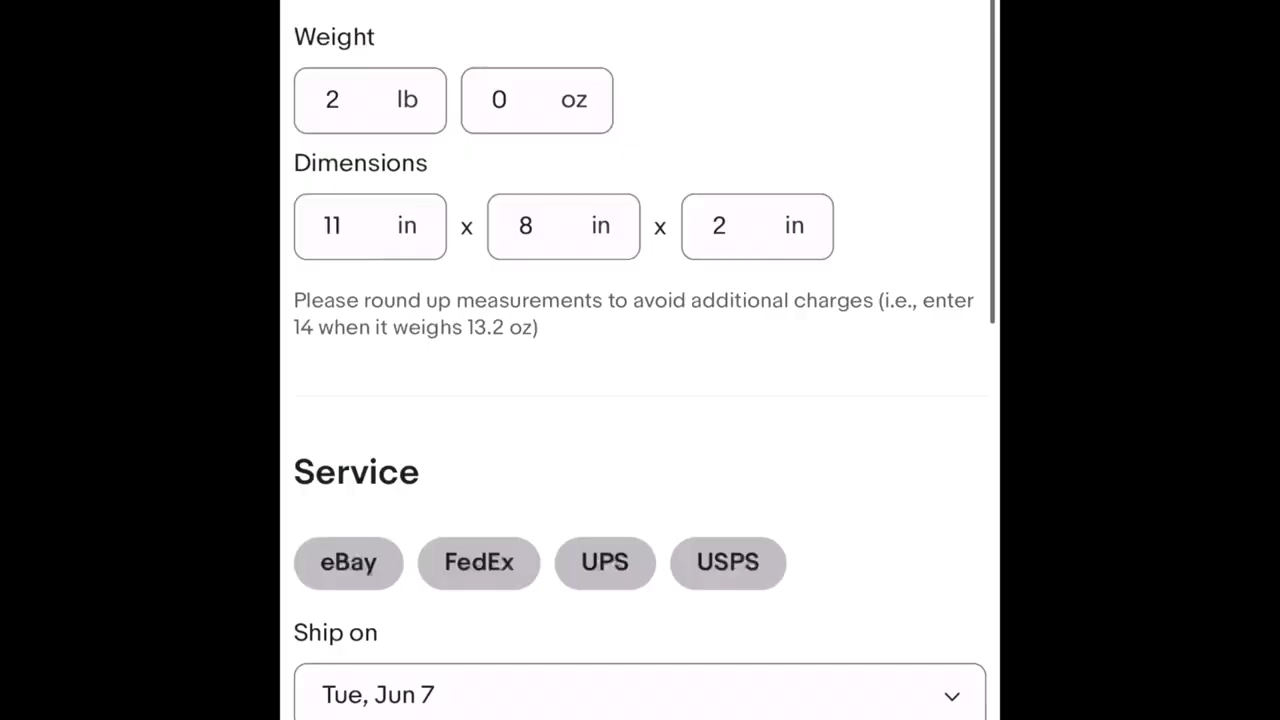 Weight
2 lb 0 oz
Dimensions
11 in x 8 in x 2 in
Please round up measurements to avoid additional charges (i.e., enter
14 when it weighs 13.2 oz)
Service
eBay FedEx UPS USPS
Ship on
Tue, Jun 7